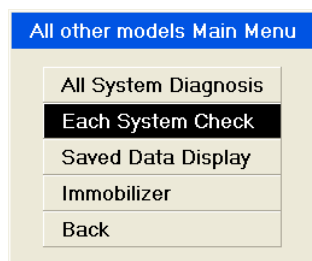 All other models Main Menu
All System Diagnosis
Each System Check
Saved Data Display
Immobilizer
Back